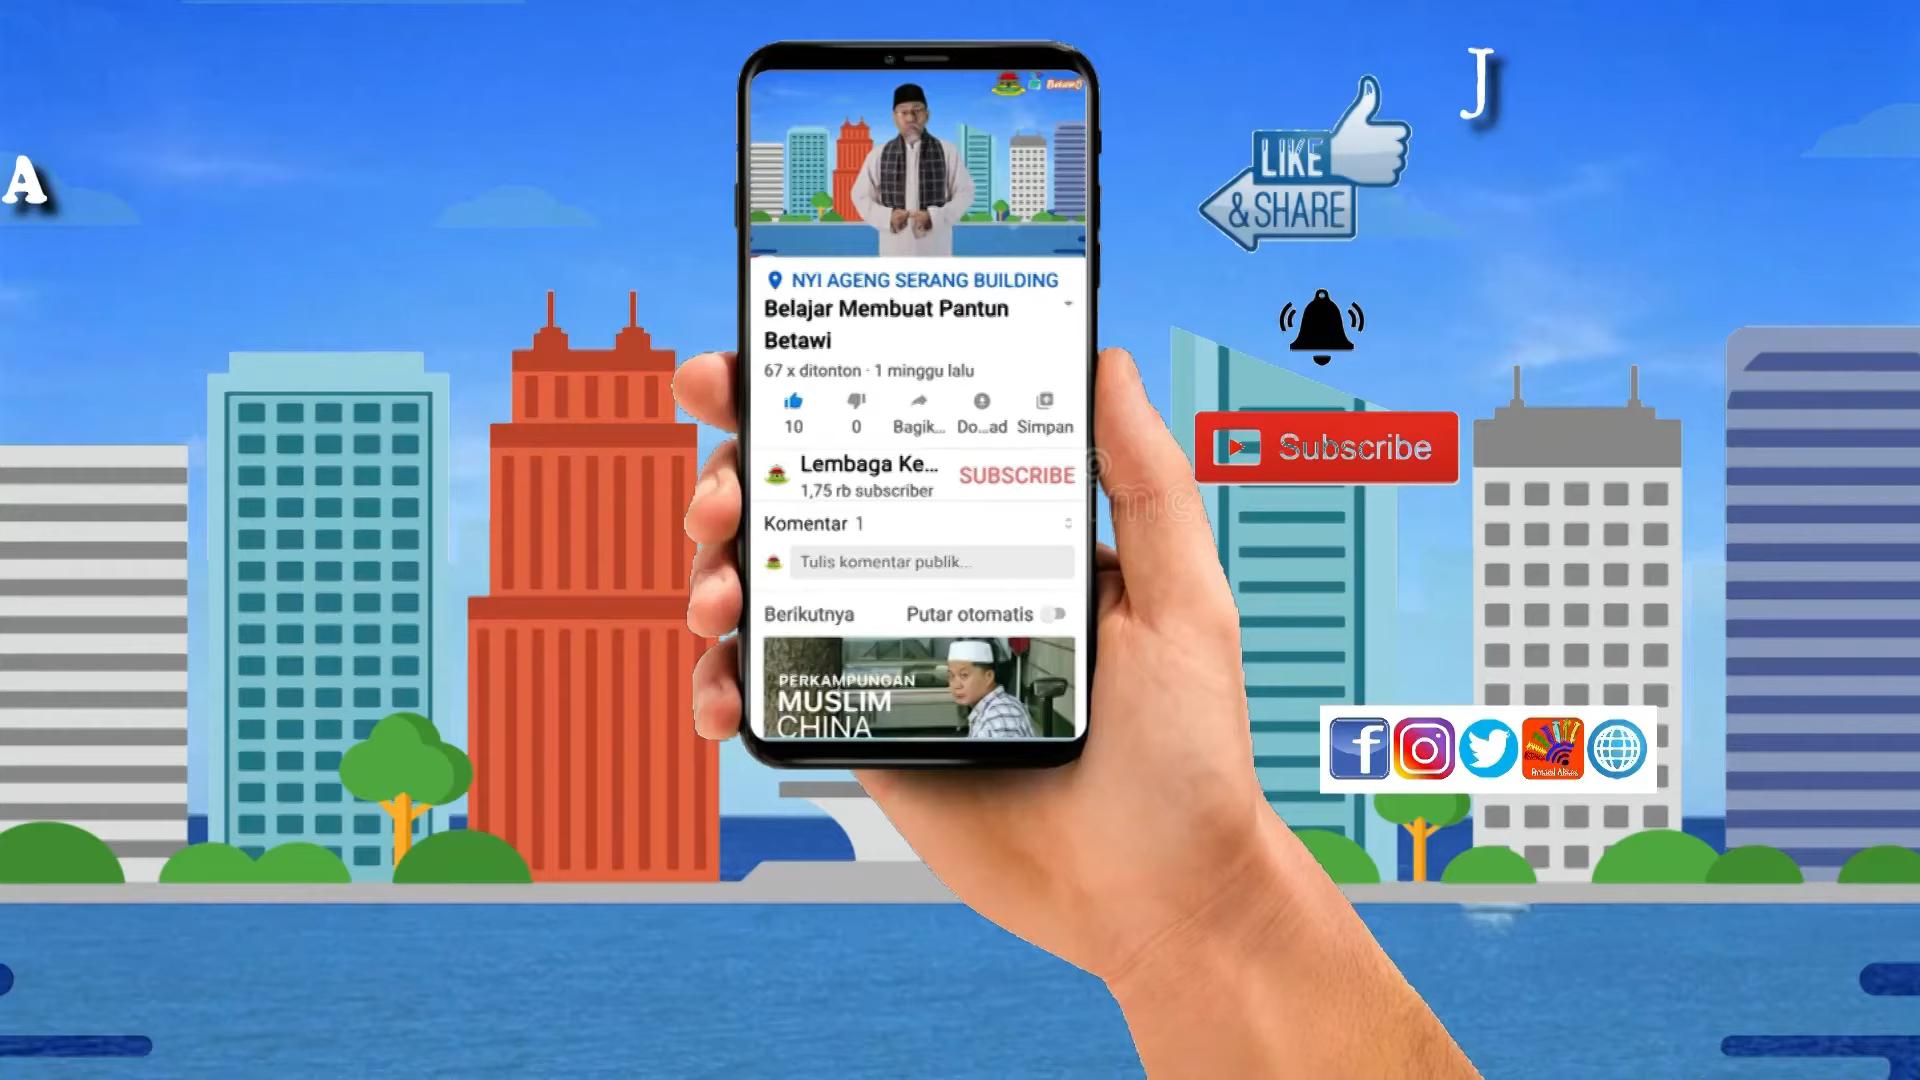 A
J
LIKE
& SHARE
Betawi
NYI AGENG SERANG BUILDING
Belajar Membuat Pantun
Betawi
67 x ditonton · 1 minggu lalu
10
0
Bagik...
Do...ad
Simpan
Lembaga Ke...
SUBSCRIBE
1,75 rb subscriber
Subscribe
Komentar 1
Tulis komentar publik...
Berikutnya
Putar otomatis
PERKAMPUNGAN
MUSLIM
CHINA